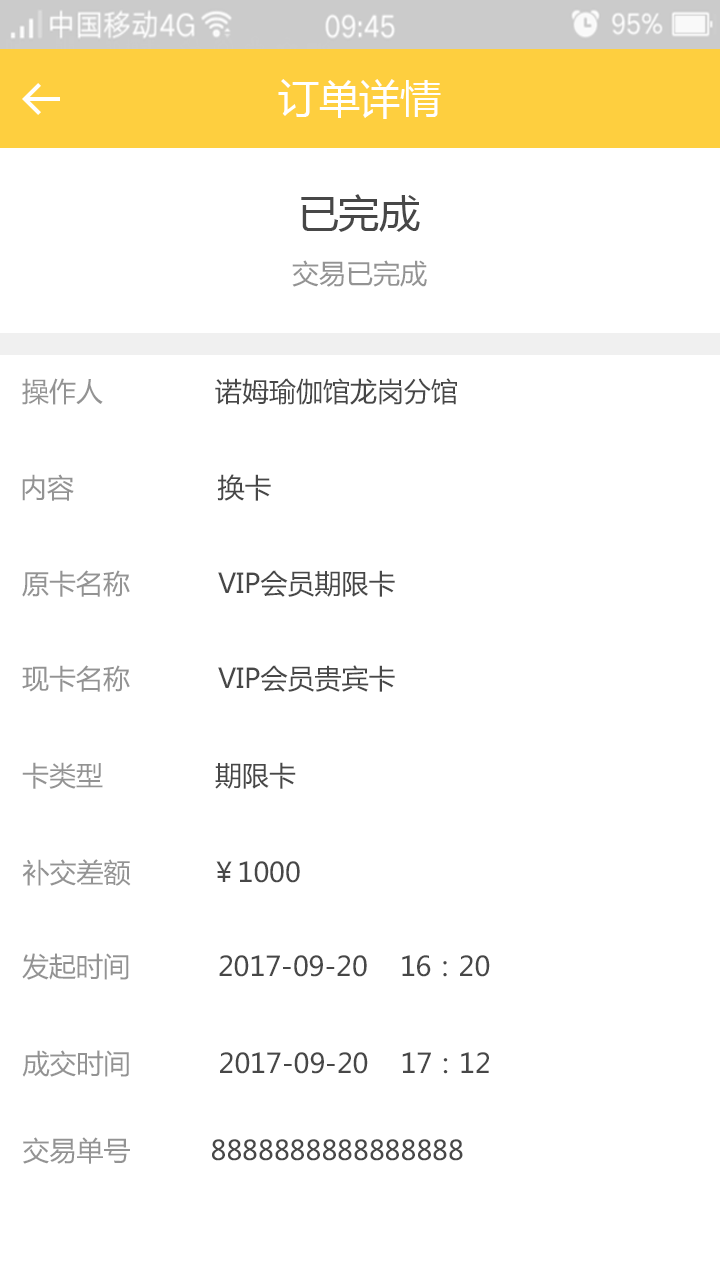 中国移动4G 09:45 95%
订单详情
已完成
交易已完成
操作人 诺姆瑜伽馆龙岗分馆
内容 换卡
原卡名称 VIP会员期限卡
现卡名称 VIP会员贵宾卡
卡类型 期限卡
补交差额 ¥1000
发起时间 2017-09-20 16：20
成交时间 2017-09-20 17：12
交易单号 8888888888888888